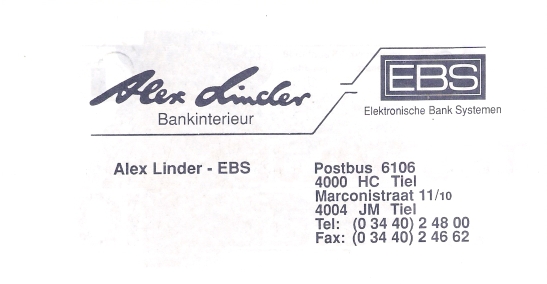 Alex Linder
Bankinterieur
EBS
Elektronische Bank Systemen
Alex Linder - EBS
Postbus 6106
4000 HC Tiel
Marconistraat 11/10
4004 JM Tiel
Tel: (0 34 40) 2 48 00
Fax: (0 34 40) 2 46 62